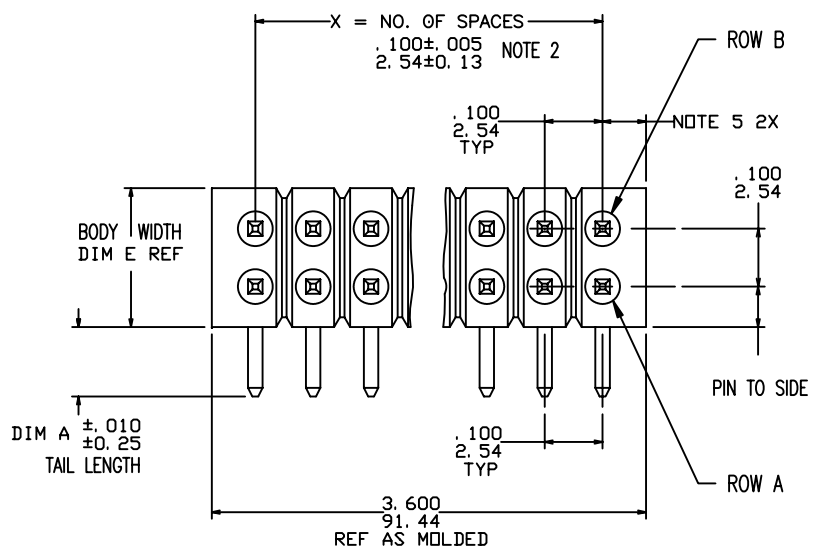 X = NO. OF SPACES
.100±.005
2.54±0.13
NOTE 2
ROW B
.100
2.54
TYP
NOTE 5 2X
.100
2.54
BODY WIDTH
DIM E REF
PIN TO SIDE
DIM A ±.010
±0.25
TAIL LENGTH
.100
2.54
TYP
ROW A
3.600
91.44
REF AS MOLDED